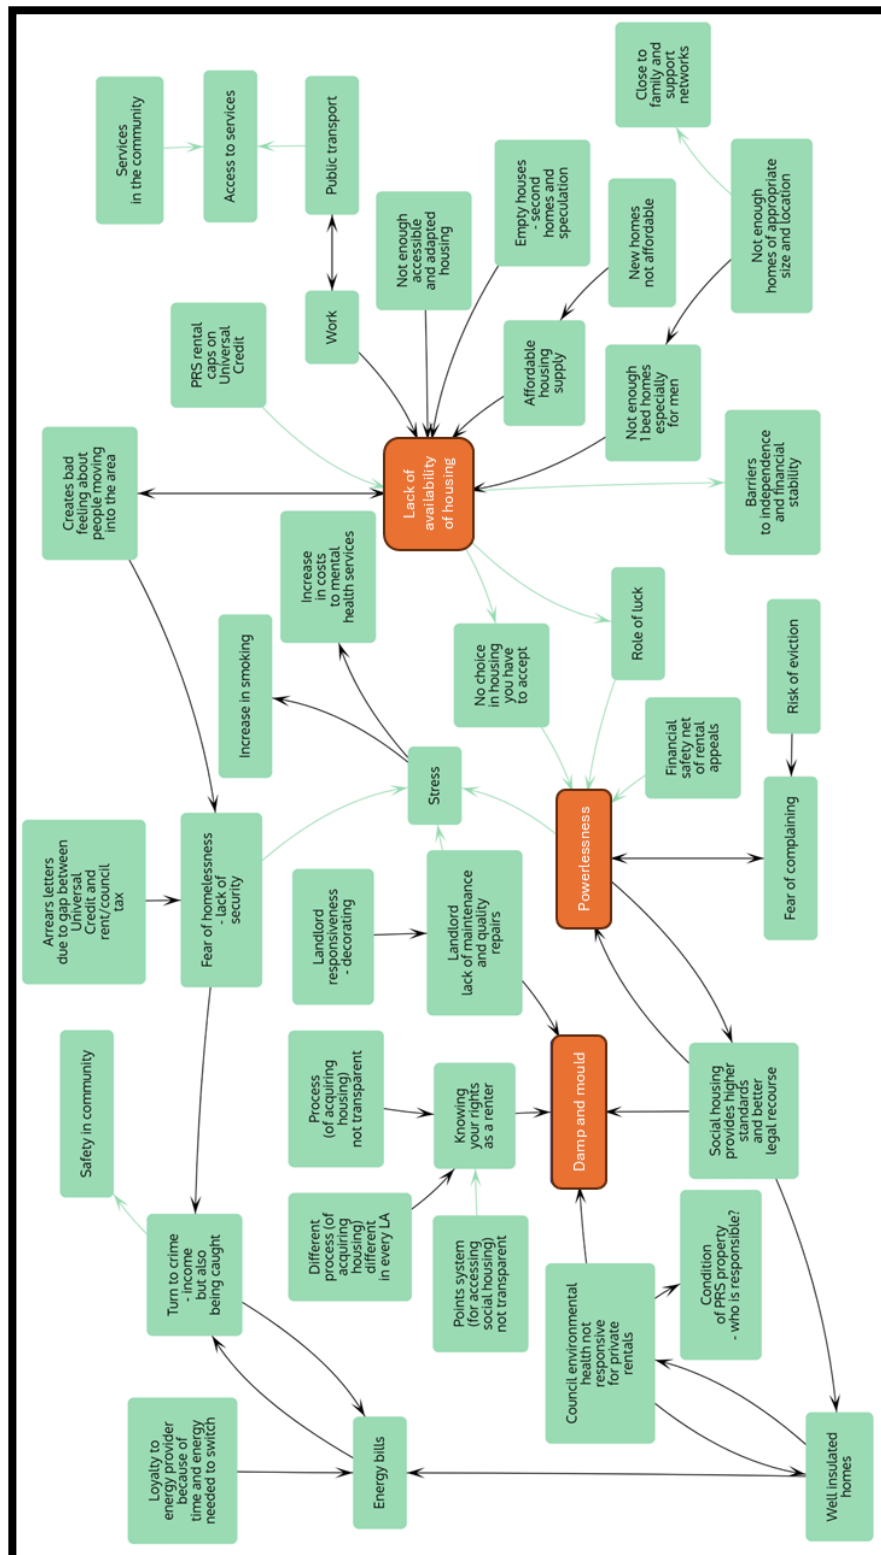 Loyalty to
energy provider
because of
time and energy
needed to switch
Energy bills
Well insulated
homes
Turn to crime
- income
but also
being caught
Safety in community
Different
process (of
acquiring
housing)
different
in every LA
Points system
(for accessing
social housing)
not transparent
Council environmental
health not
responsive
for private
rentals
Condition
of PRS property
- who is responsible?
Process
(of acquiring
housing)
not transparent
Knowing
your rights
as a renter
Damp and mould
Social housing
provides higher
standards
and better
legal recourse
Arrears letters
due to gap between
Universal
Credit and
rent/council
tax
Fear of homelessness
- lack of
security
Landlord
responsiveness
- decorating
Landlord
lack of maintenance
and quality
repairs
Powerlessness
Fear of complaining
Risk of eviction
Financial
safety net
of rental
appeals
Stress
Increase in smoking
Increase
in costs
to mental
health services
No choice
in housing
you have
to accept
Role of luck
Creates bad
feeling about
people moving
into the area
Lack of
availability
of housing
Barriers
to independence
and financial
stability
PRS rental
caps on
Universal
Credit
Work
Public transport
Services
in the community
Access to services
Not enough
accessible
and adapted
housing
Empty houses
- second
homes and
speculation
Affordable
housing
supply
New homes
not affordable
Not enough
1 bed homes
especially
for men
Not enough
homes of appropriate
size and location
Close to
family and
support
networks